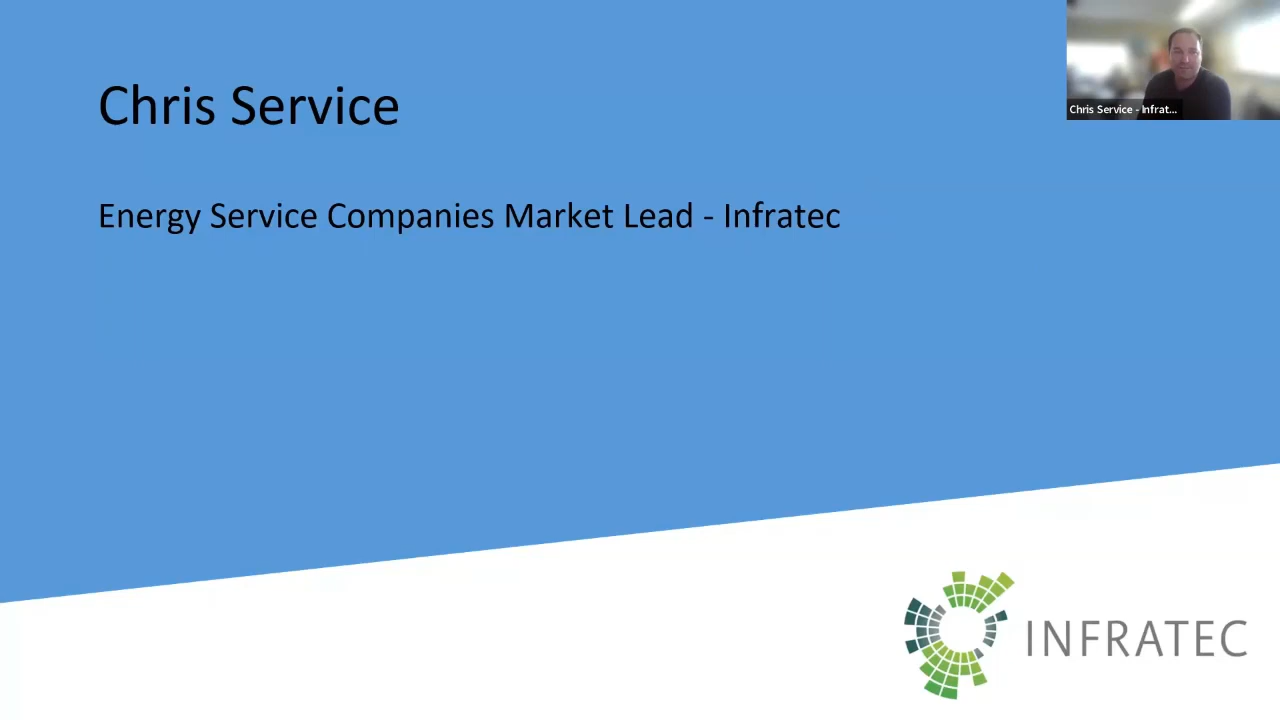 Chris Service
Chris Service - Infrat...
Energy Service Companies Market Lead - Infratec
INFRATEC